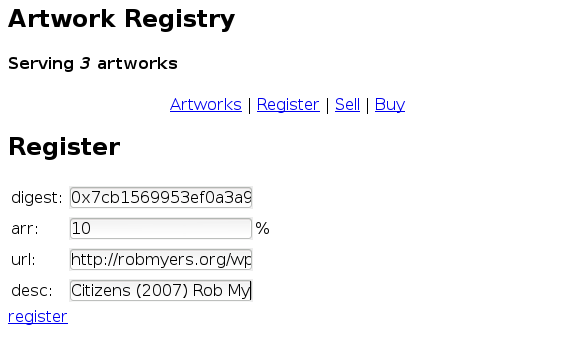 Artwork Registry
Serving 3 artworks
Artworks | Register | Sell | Buy
Register
digest: 0x7cb1569953ef0a3a9
arr: 10 %
url: http://robmyers.org/wp
desc: Citizens (2007) Rob My
register